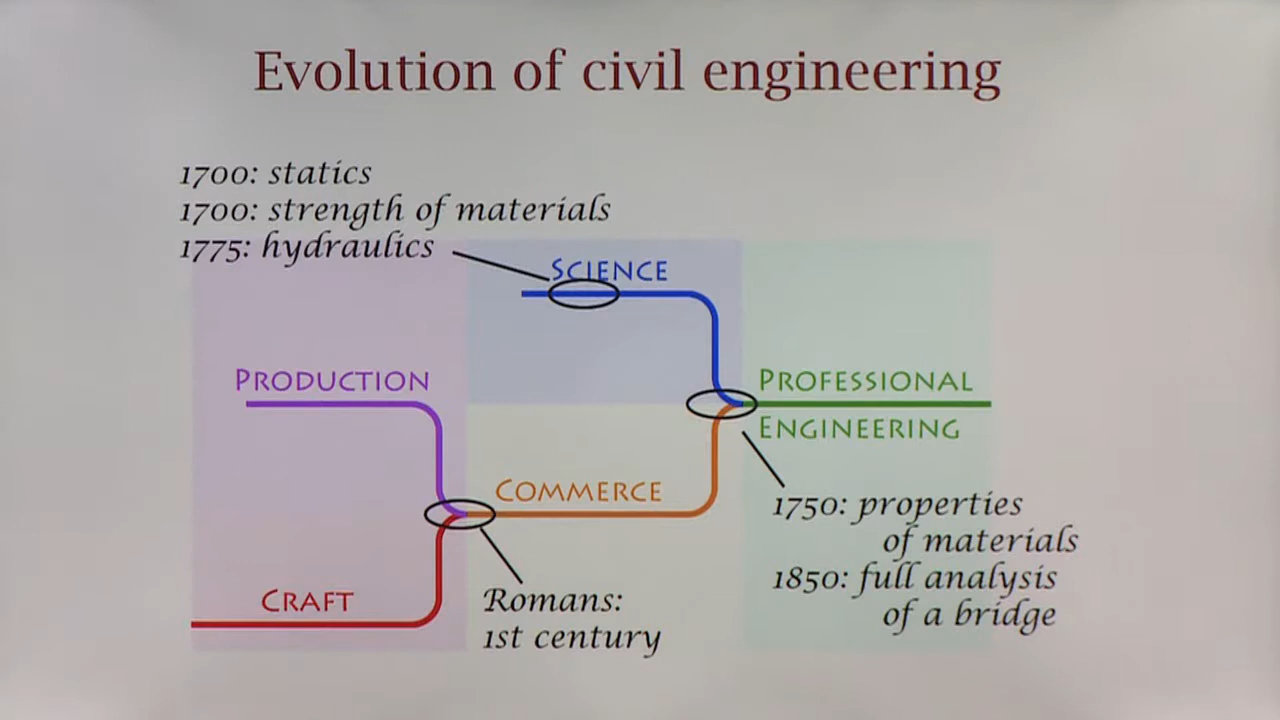 Evolution of civil engineering
1700: statics
1700: strength of materials
1775: hydraulics
SCIENCE
PRODUCTION
PROFESSIONAL
ENGINEERING
COMMERCE
1750: properties
of materials
1850: full analysis
of a bridge
CRAFT
Romans:
1st century